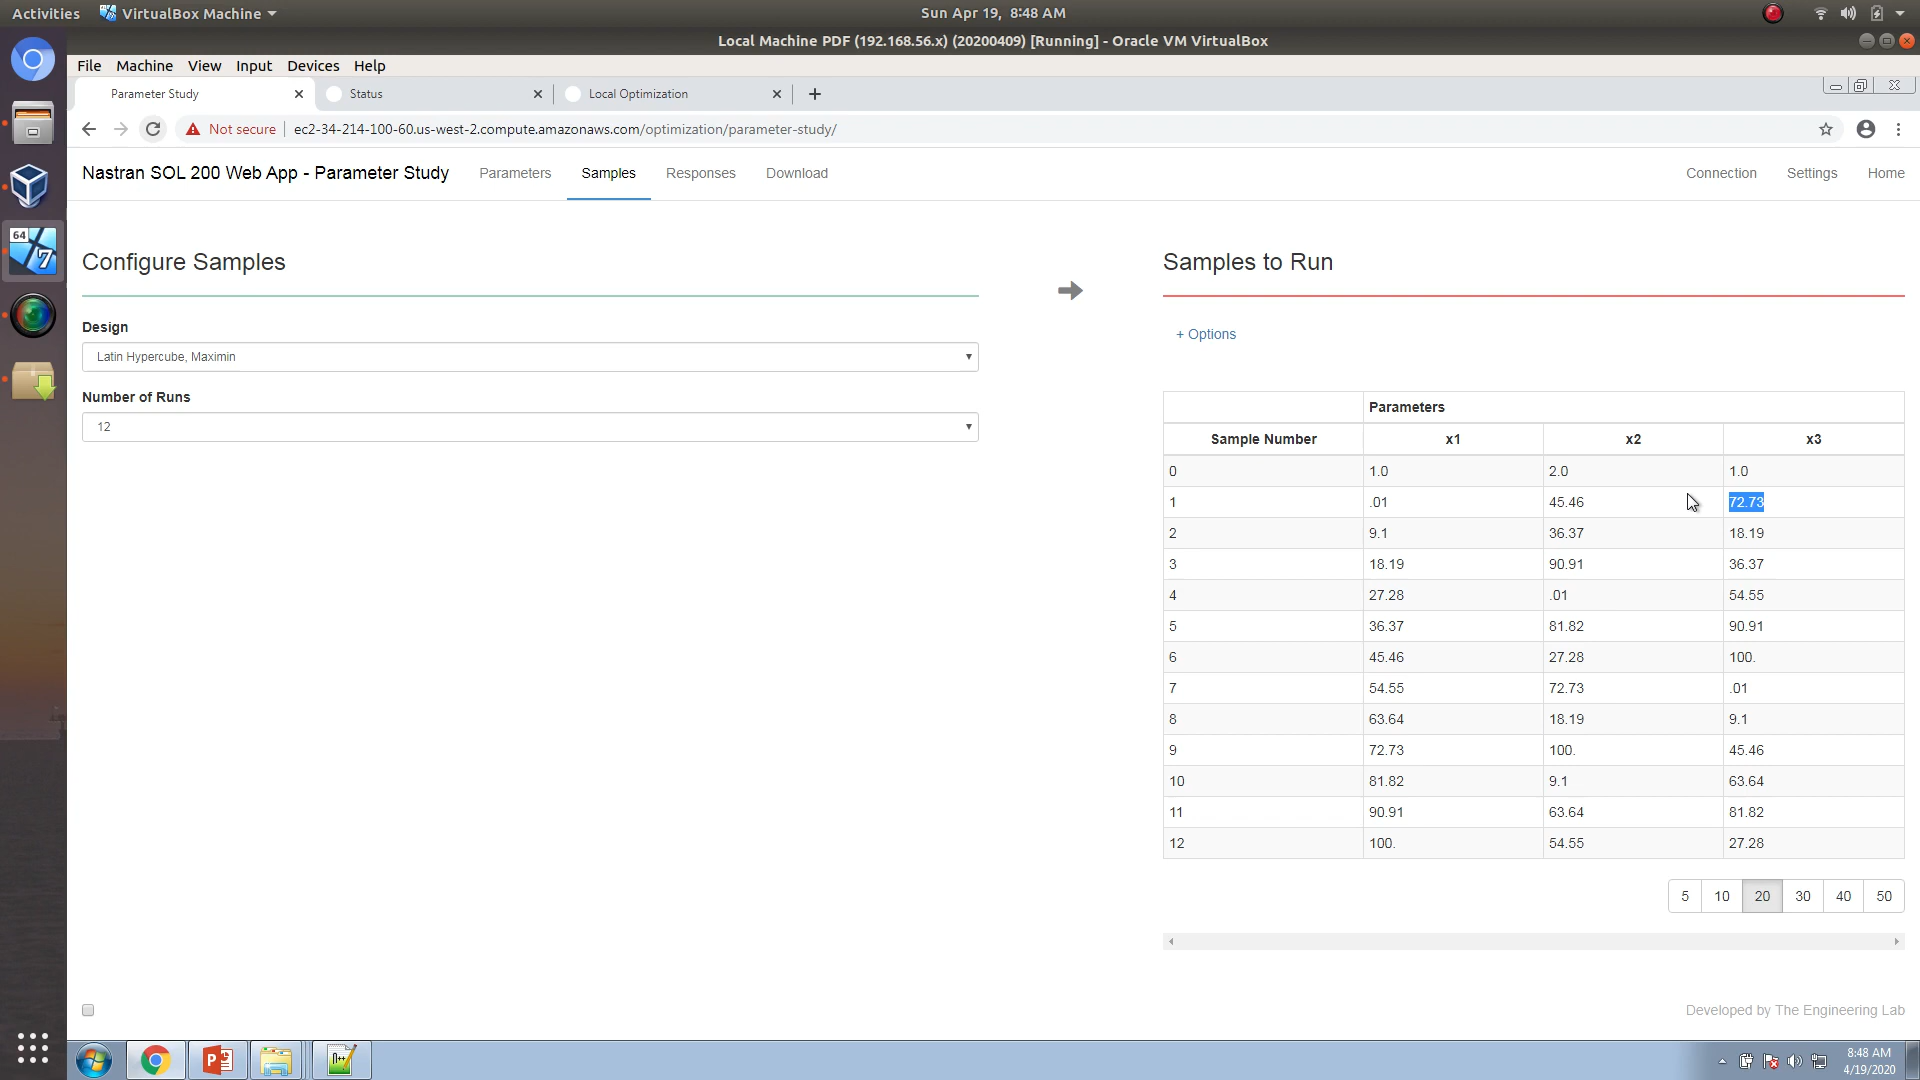 Activities VirtualBox Machine Sun Apr 19, 8:48 AM
Local Machine PDF (192.168.56.x) (20200409) [Running] - Oracle VM VirtualBox
File Machine View Input Devices Help
Parameter Study Status Local Optimization
Not secure ec2-34-214-100-60.us-west-2.compute.amazonaws.com/optimization/parameter-study/
Nastran SOL 200 Web App - Parameter Study Parameters Samples Responses Download Connection Settings Home
64
7
Configure Samples
Design
Latin Hypercube, Maximin
Number of Runs
12
Samples to Run
+ Options
Parameters
Sample Number x1 x2 x3
0 1.0 2.0 1.0
1 .01 45.46 72.73
2 9.1 36.37 18.19
3 18.19 90.91 36.37
4 27.28 .01 54.55
5 36.37 81.82 90.91
6 45.46 27.28 100.
7 54.55 72.73 .01
8 63.64 18.19 9.1
9 72.73 100. 45.46
10 81.82 9.1 63.64
11 90.91 63.64 81.82
12 100. 54.55 27.28
5 10 20 30 40 50
Developed by The Engineering Lab
8:48 AM
4/19/2020